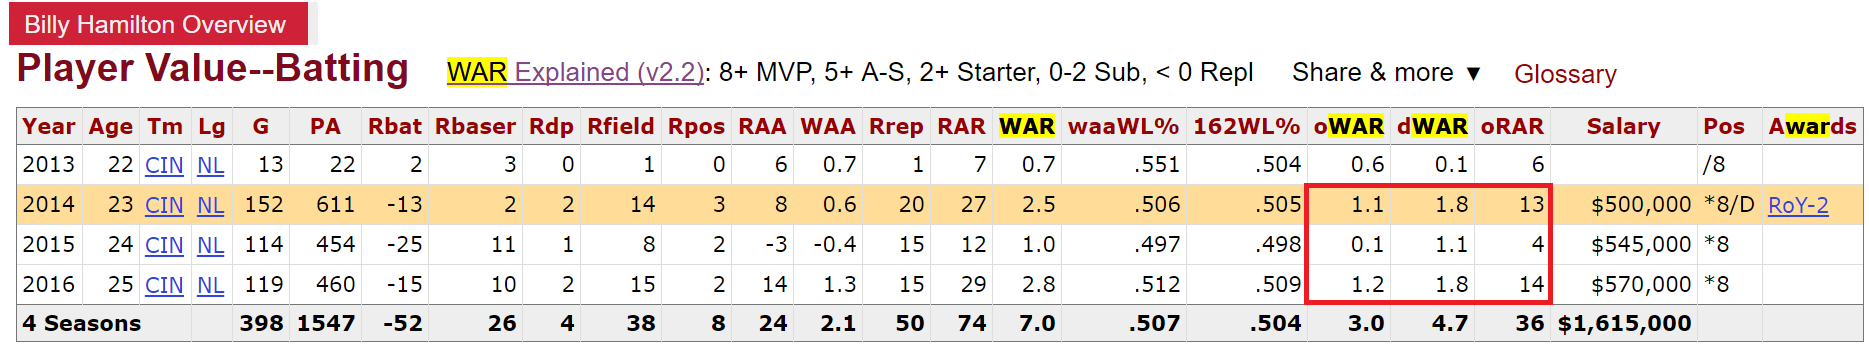 Billy Hamilton Overview
Player Value--Batting WAR Explained (v2.2): 8+ MVP, 5+ A-S, 2+ Starter, 0-2 Sub, < 0 Repl Share & more ▼ Glossary
Year Age Tm Lg G PA Rbat Rbaser Rdp Rfield Rpos RAA WAA Rrep RAR WAR waaWL% 162WL% oWAR dWAR oRAR Salary Pos Awards
2013 22 CIN NL 13 22 2 3 0 1 0 6 0.7 1 7 0.7 .551 .504 0.6 0.1 6 /8
2014 23 CIN NL 152 611 -13 2 2 14 3 8 0.6 20 27 2.5 .506 .505 1.1 1.8 13 $500,000 *8/D RoY-2
2015 24 CIN NL 114 454 -25 11 1 8 2 -3 -0.4 15 12 1.0 .497 .498 0.1 1.1 4 $545,000 *8
2016 25 CIN NL 119 460 -15 10 2 15 2 14 1.3 15 29 2.8 .512 .509 1.2 1.8 14 $570,000 *8
4 Seasons 398 1547 -52 26 4 38 8 24 2.1 50 74 7.0 .507 .504 3.0 4.7 36 $1,615,000